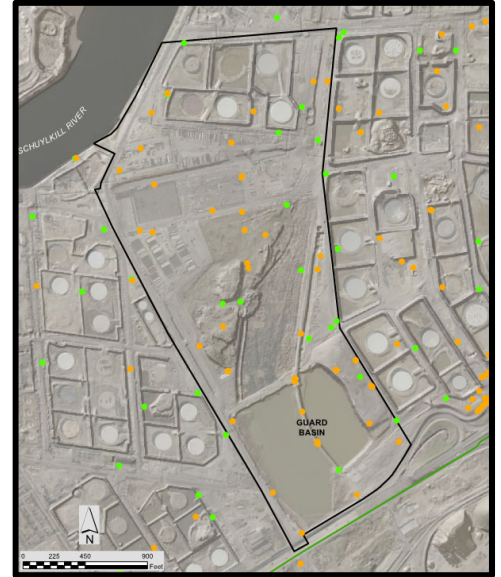 SCHUYLKILL RIVER
GUARD
BASIN
N
0 225 450 900
Feet